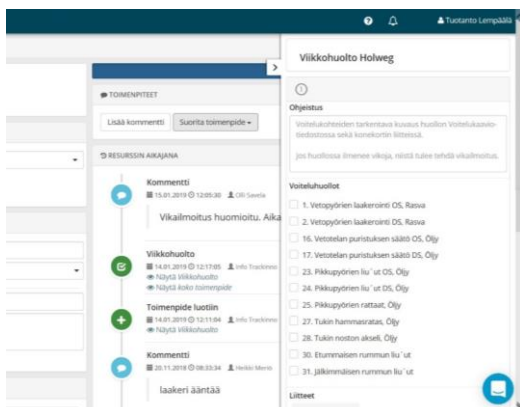 Tuotanto Lempäälä
TOIMENPITEET
Lisää kommentti
Suorita toimenpide
RESURSSIN AIKAJANA
Kommentti
15.01.2019 12:05:30 Olli Savela
Vikailmoitus huomioitu. Aika
Viikkohuolto
14.01.2019 12:17:05 Info Trackinno
Näytä Viikkohuolto
Näytä koko toimenpide
Toimenpide luotiin
14.01.2019 12:11:04 Info Trackinno
Näytä Viikkohuolto
Kommentti
20.11.2018 08:33:34 Heikki Mertti
laakeri ääntää
Viikkohuolto Holweg
1
Ohjeistus
Voitelukohteiden tarkentava kuvaus huollon Voitelukaavio-
tiedostossa sekä konekortin liitteissä.
jos huollossa ilmenee vikoja, niistä tulee tehdä vikailmoitus.
Voiteluhuollot
1. Vetopyörien laakerointi OS, Rasva
2. Vetopyörien laakerointi DS, Rasva
16. Vetotelan puristuksen säätö OS, Öljy
17. Vetotelan puristuksen säätö DS, Öljy
23. Pikkupyörien liu´ut OS, Öljy
24. Pikkupyörien liu´ut DS, Öljy
25. Pikkupyörien rattaat, Öljy
27. Tukin hammasratas, Öljy
28. Tukin noston akseli, Öljy
30. Etummaisen rummun liu´ut
31. Jälkimmäisen rummun liu´ut
Liitteet